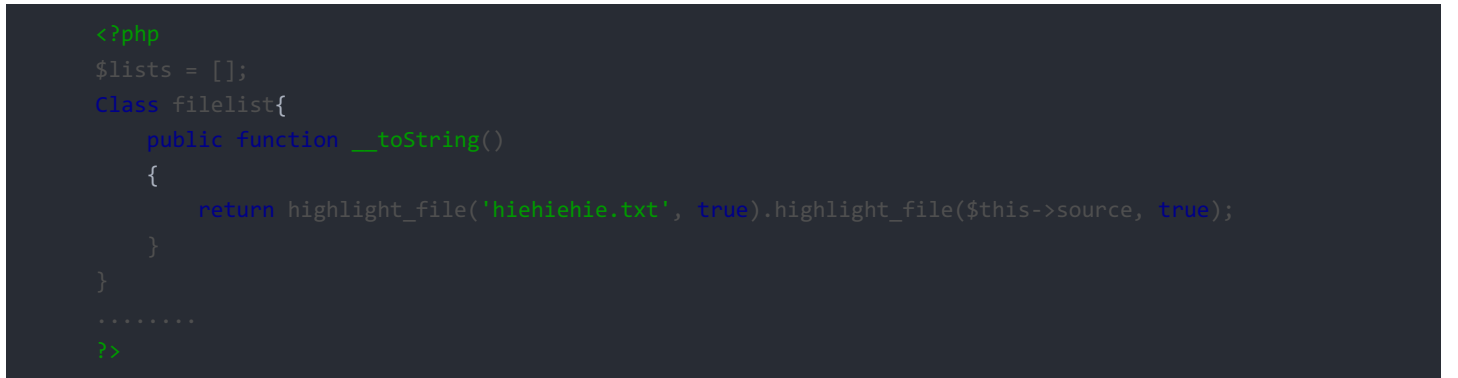 <?php
$lists = [];
Class filelist{
    public function __toString()
    {
        return highlight_file('hiehiehie.txt', true).highlight_file($this->source, true);
    }
}
........
?>